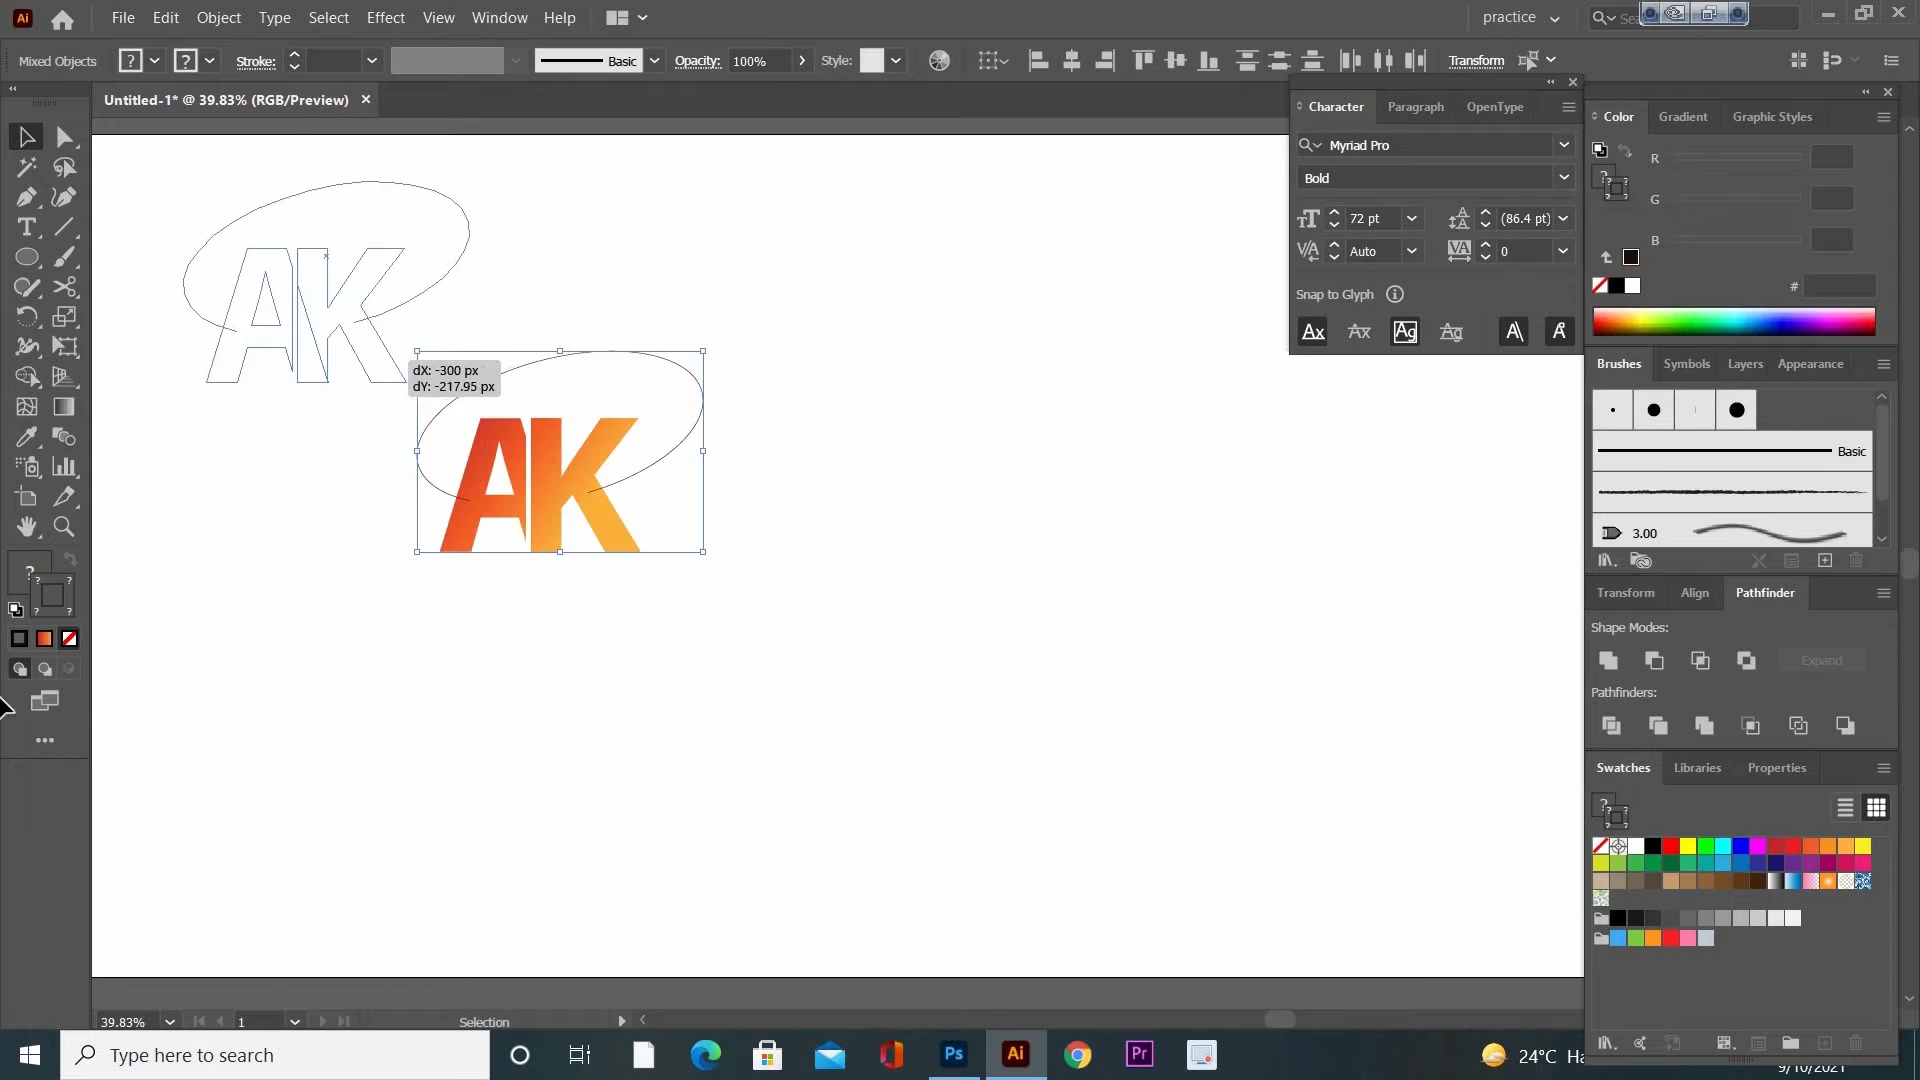 Ai File Edit Object Type Select Effect View Window Help practice
Mixed Objects ? ? Stroke: Basic Opacity: 100% Style: Transform
Untitled-1* @ 39.83% (RGB/Preview)
Character Paragraph OpenType
Myriad Pro
Bold
72 pt (86.4 pt)
Auto 0
Snap to Glyph
Color Gradient Graphic Styles
R
G
B
#
Brushes Symbols Layers Appearance
Basic
3.00
Transform Align Pathfinder
Shape Modes:
Expand
Pathfinders:
Swatches Libraries Properties
AK
dX: -300 px
dY: -217.95 px
AK
39.83% 1 Selection
Type here to search
Ps Ai Pr
24°C
9/10/2021